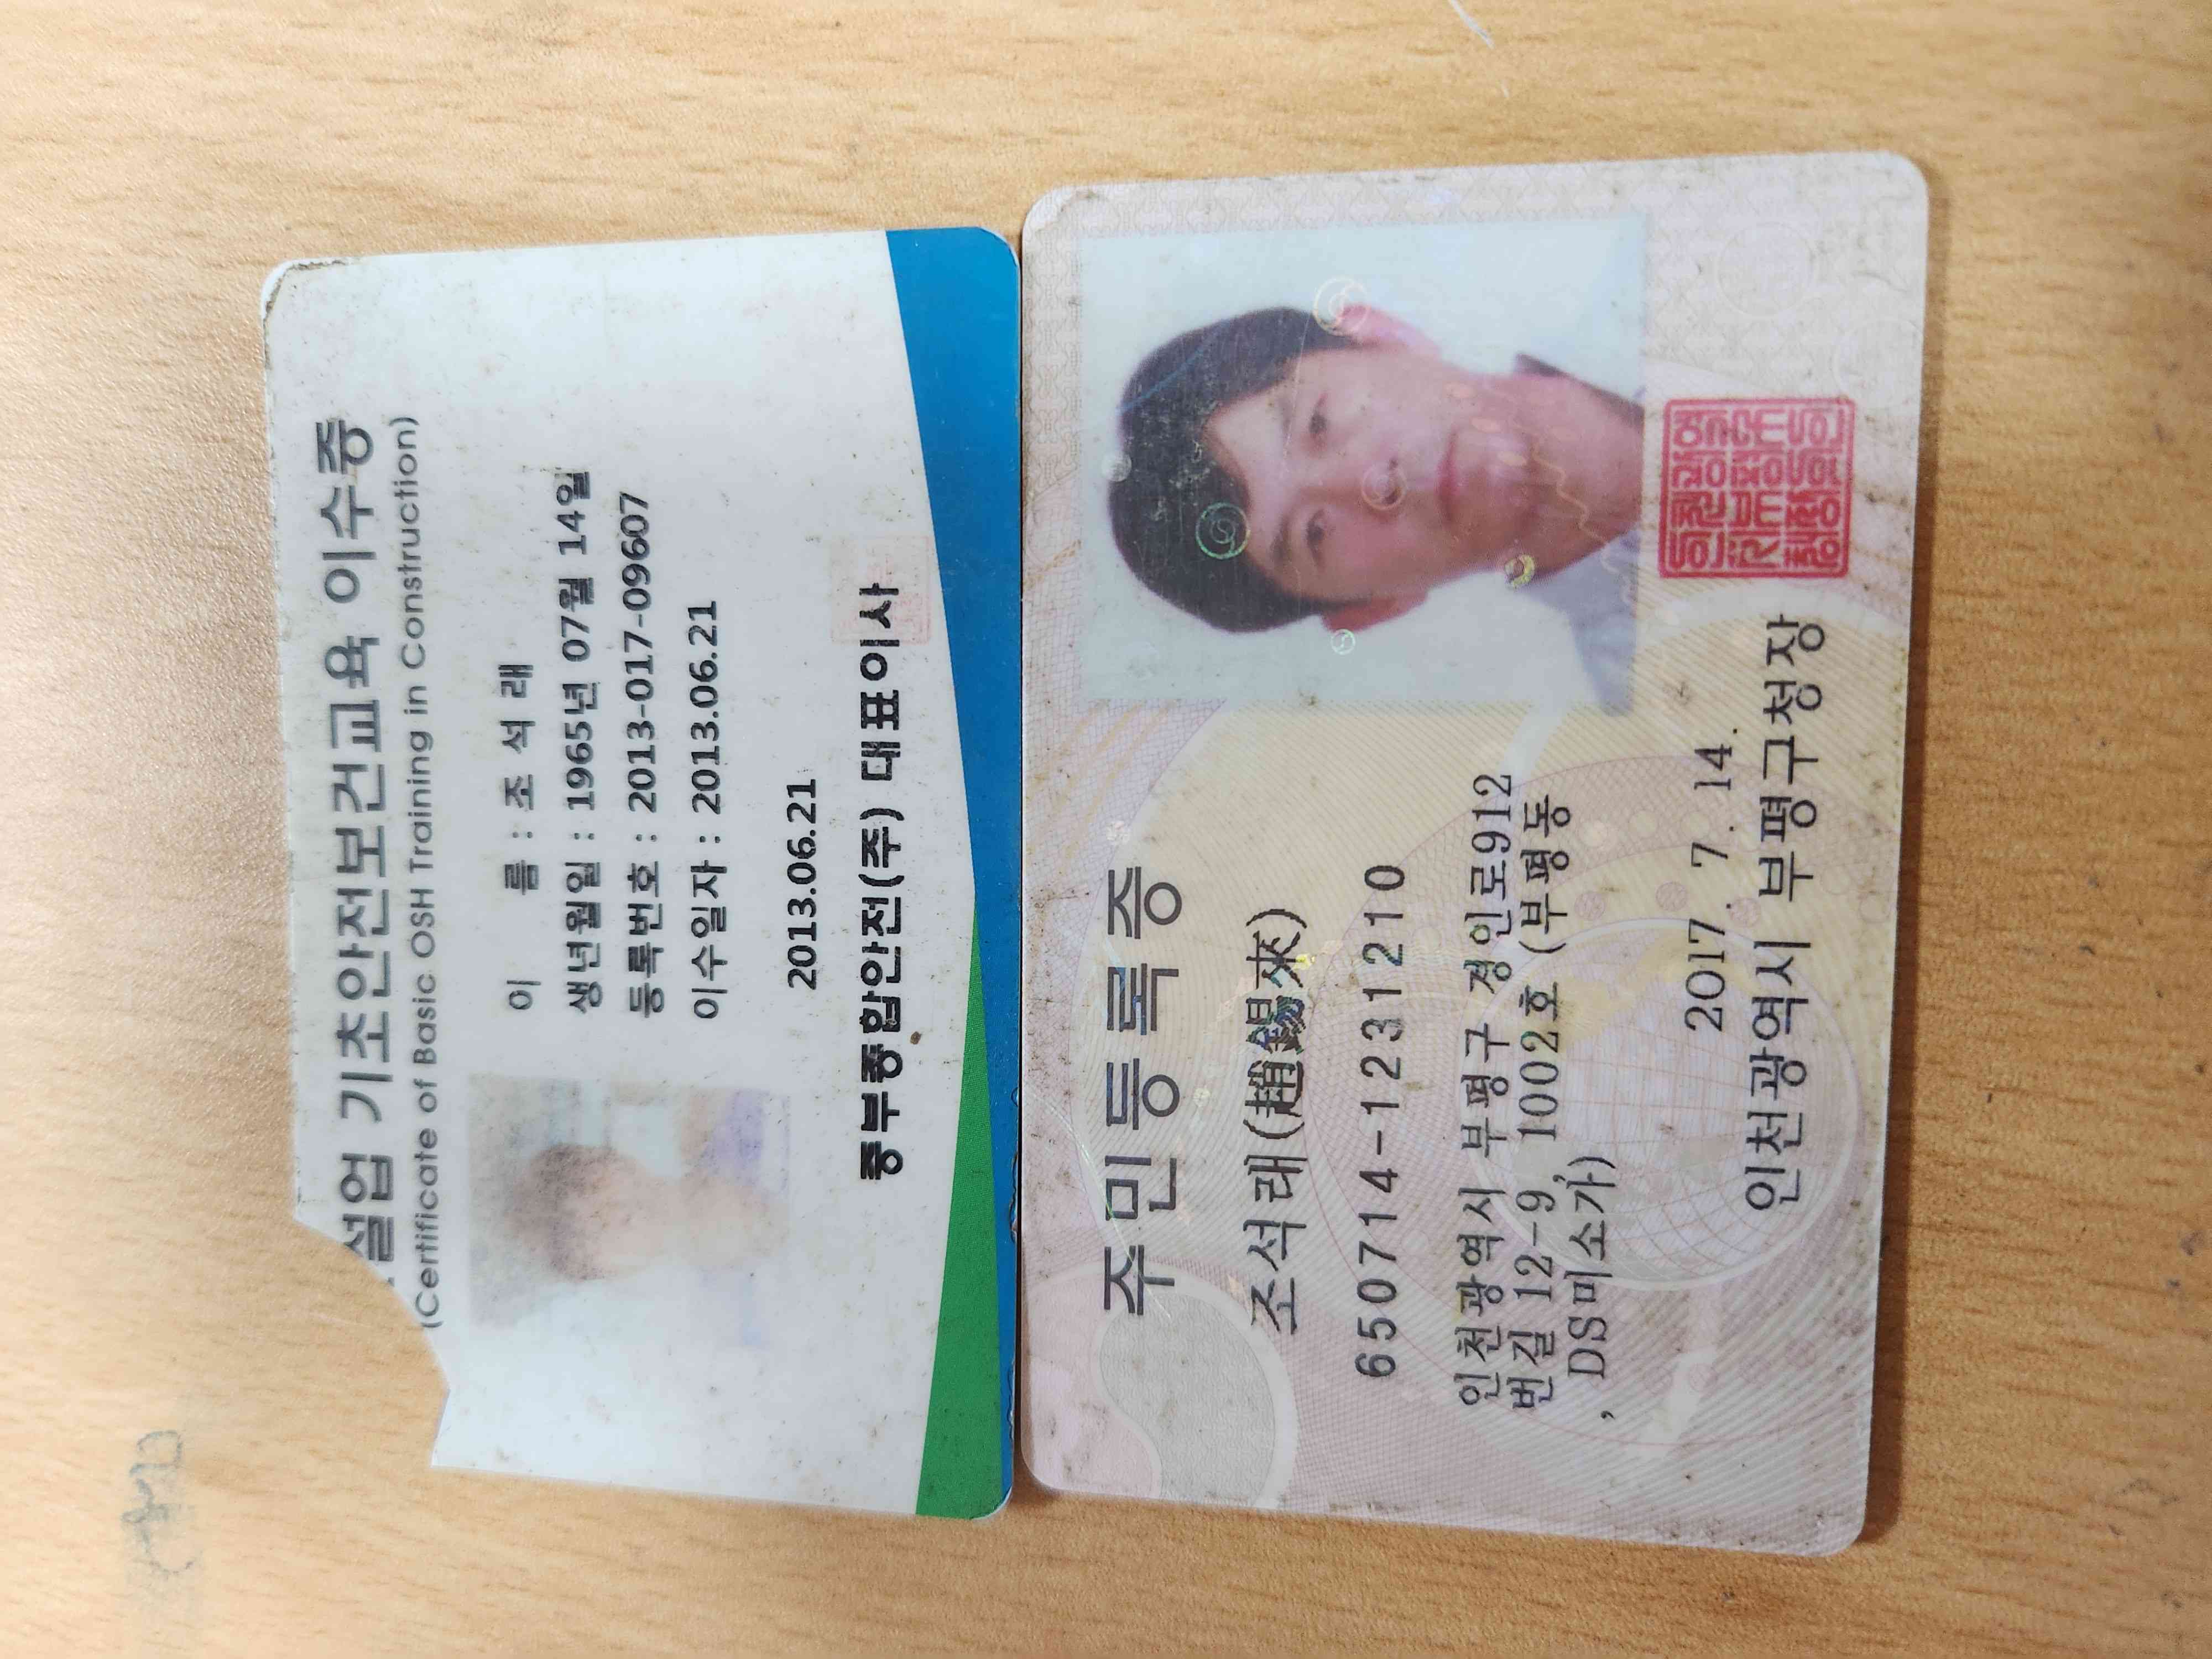 설업 기초안전보건교육 이수증
(Certificate of Basic OSH Training in Construction)
이 름 : 조 석 래
생년월일 : 1965년 07월 14일
등록번호 : 2013-017-09607
이수일자 : 2013.06.21
2013.06.21
중부종합안전(주) 대표이사
주민등록증
조석래(趙錫來)
650714-1231210
인천광역시 부평구 경인로912
번길 12-9 1002호 (부평동
, DS미소가)
2017. 7. 14.
인천광역시 부평구청장